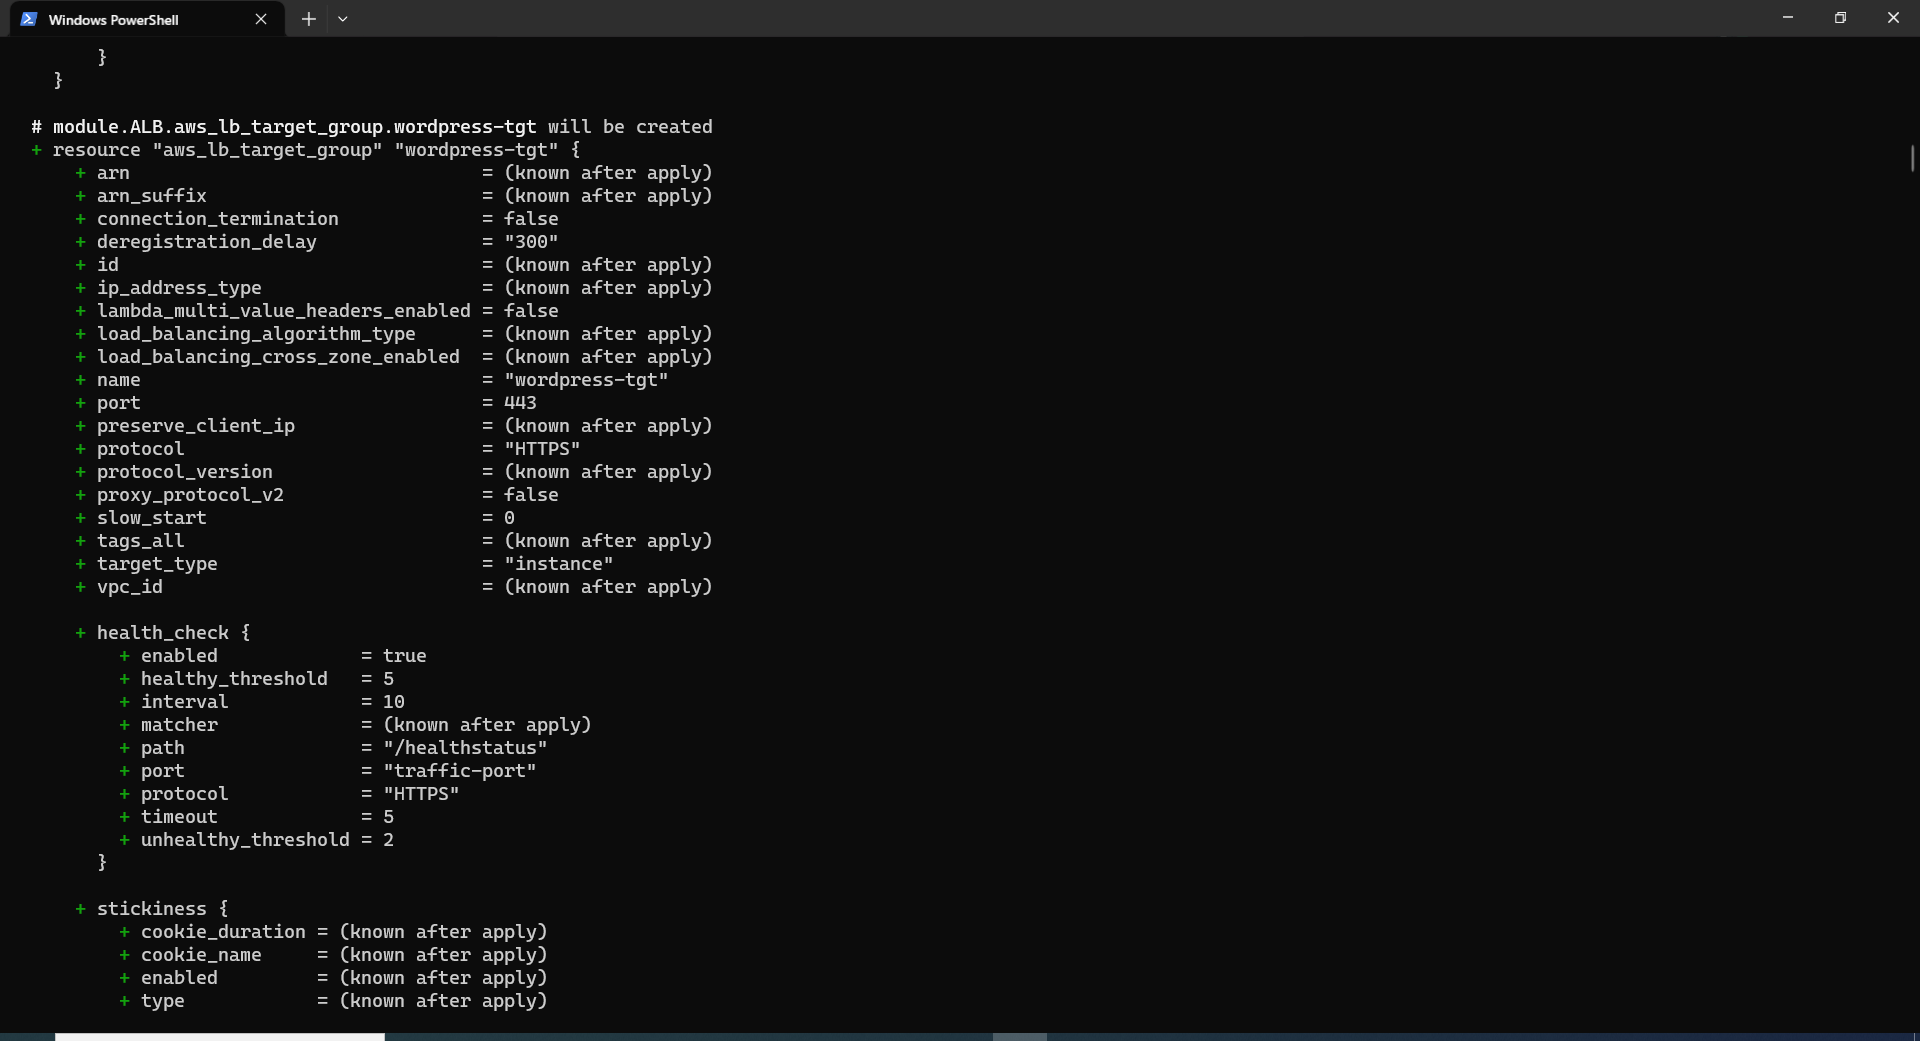 Windows PowerShell
}
}
# module.ALB.aws_lb_target_group.wordpress-tgt will be created
+ resource "aws_lb_target_group" "wordpress-tgt" {
+ arn = (known after apply)
+ arn_suffix = (known after apply)
+ connection_termination = false
+ deregistration_delay = "300"
+ id = (known after apply)
+ ip_address_type = (known after apply)
+ lambda_multi_value_headers_enabled = false
+ load_balancing_algorithm_type = (known after apply)
+ load_balancing_cross_zone_enabled = (known after apply)
+ name = "wordpress-tgt"
+ port = 443
+ preserve_client_ip = (known after apply)
+ protocol = "HTTPS"
+ protocol_version = (known after apply)
+ proxy_protocol_v2 = false
+ slow_start = 0
+ tags_all = (known after apply)
+ target_type = "instance"
+ vpc_id = (known after apply)
+ health_check {
+ enabled = true
+ healthy_threshold = 5
+ interval = 10
+ matcher = (known after apply)
+ path = "/healthstatus"
+ port = "traffic-port"
+ protocol = "HTTPS"
+ timeout = 5
+ unhealthy_threshold = 2
}
+ stickiness {
+ cookie_duration = (known after apply)
+ cookie_name = (known after apply)
+ enabled = (known after apply)
+ type = (known after apply)